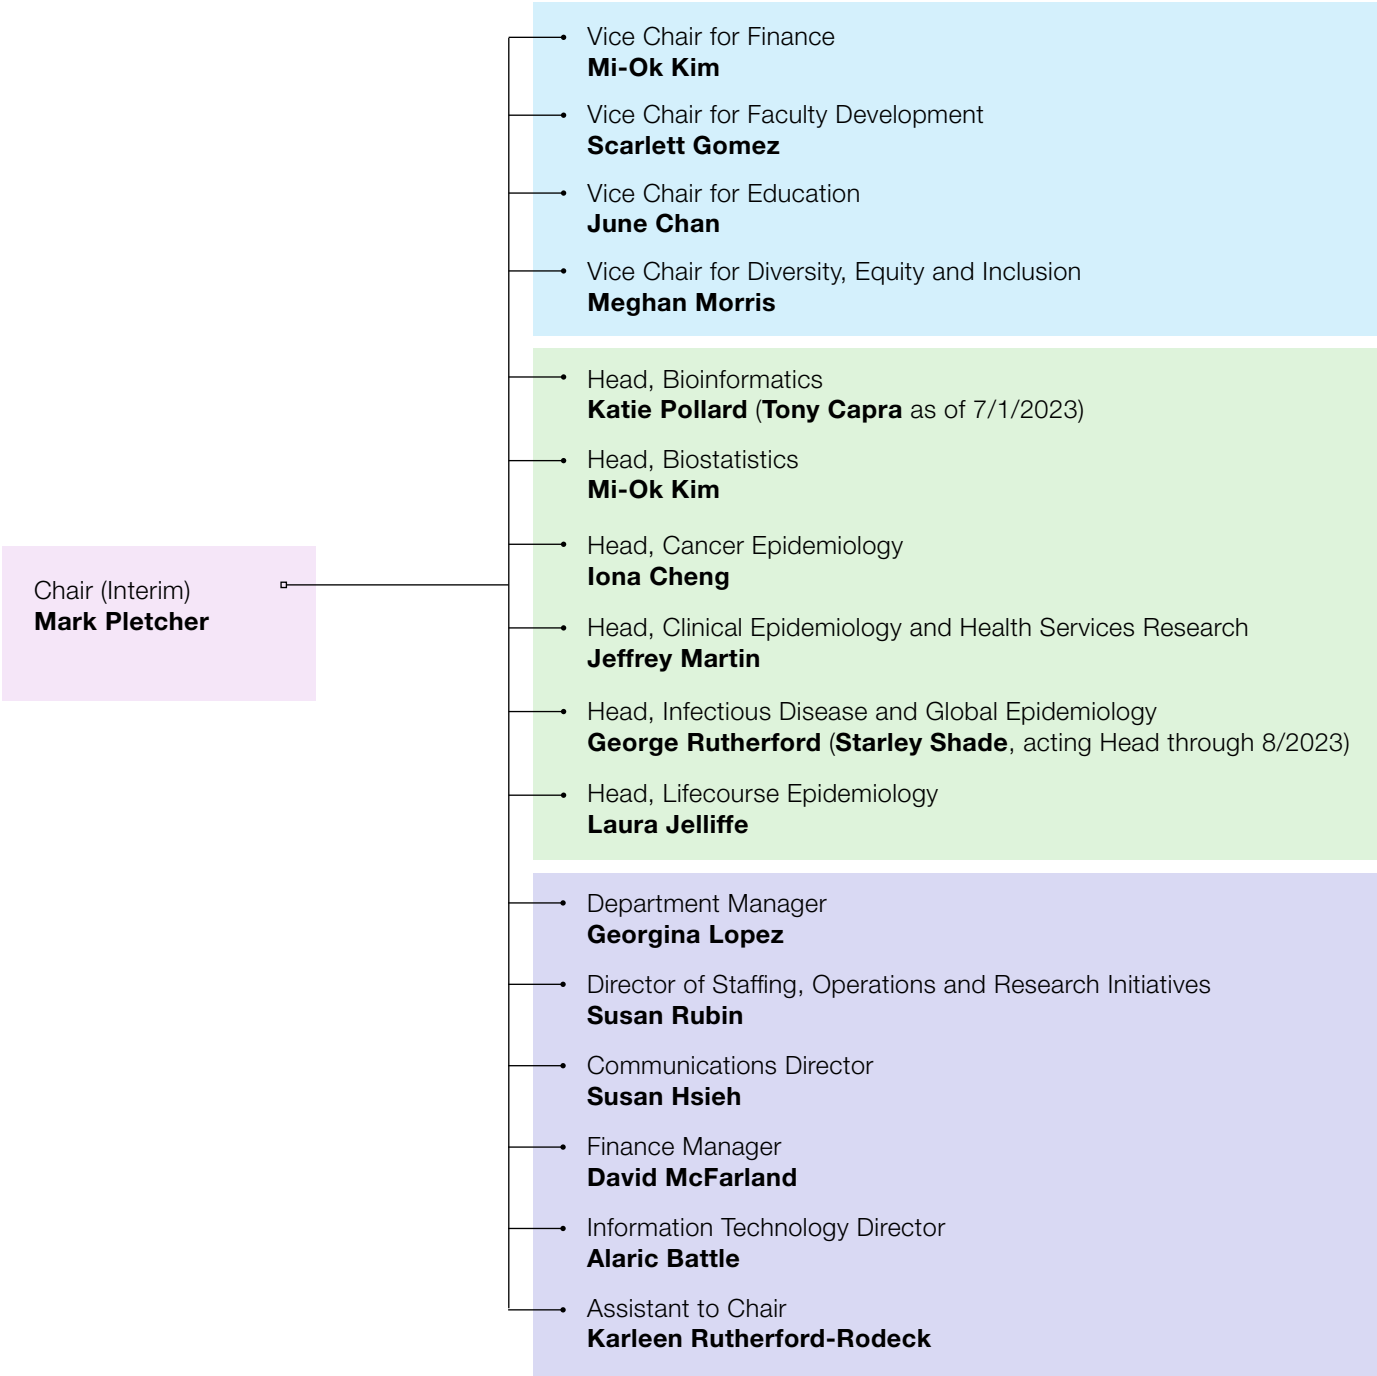 Vice Chair for Finance
Mi-Ok Kim
Vice Chair for Faculty Development
Scarlett Gomez
Vice Chair for Education
June Chan
Vice Chair for Diversity, Equity and Inclusion
Meghan Morris
Head, Bioinformatics
Katie Pollard (Tony Capra as of 7/1/2023)
Head, Biostatistics
Mi-Ok Kim
Head, Cancer Epidemiology
Iona Cheng
Chair (Interim)
Mark Pletcher
Head, Clinical Epidemiology and Health Services Research
Jeffrey Martin
Head, Infectious Disease and Global Epidemiology
George Rutherford (Starley Shade, acting Head through 8/2023)
Head, Lifecourse Epidemiology
Laura Jelliffe
Department Manager
Georgina Lopez
Director of Staffing, Operations and Research Initiatives
Susan Rubin
Communications Director
Susan Hsieh
Finance Manager
David McFarland
Information Technology Director
Alaric Battle
Assistant to Chair
Karleen Rutherford-Rodeck